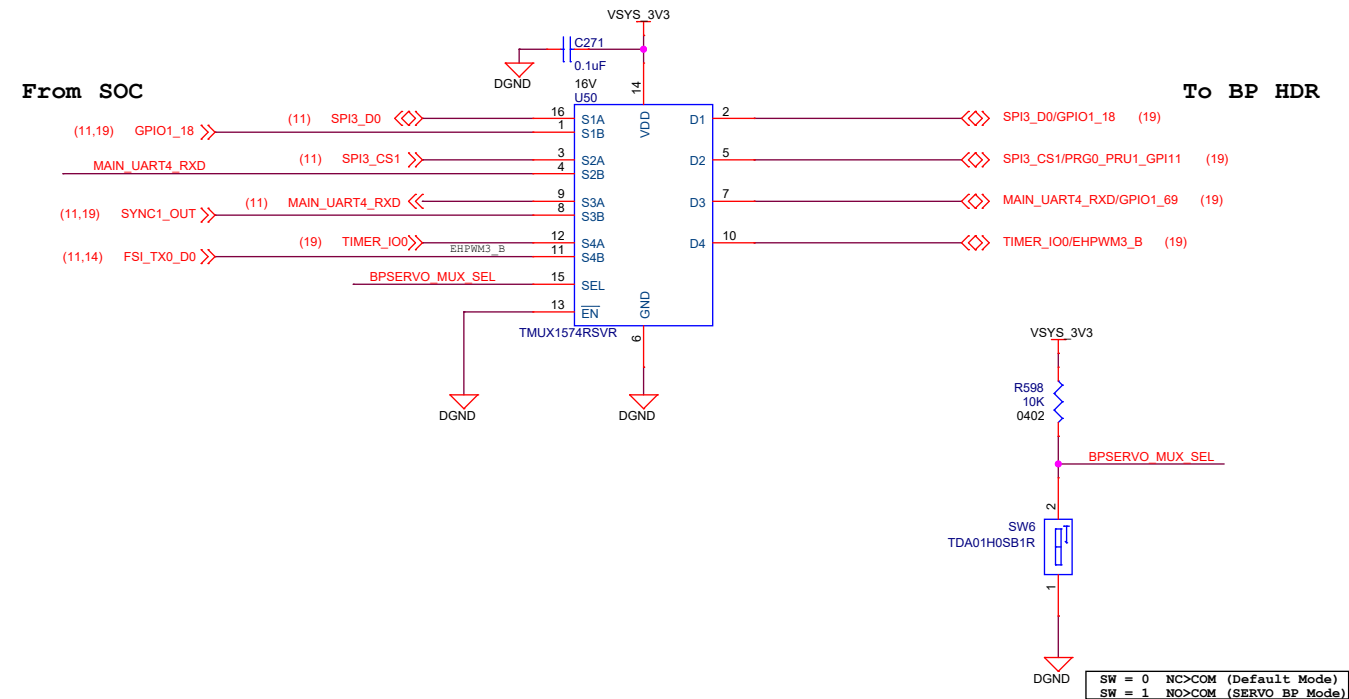 VSYS_3V3
C271
0.1uF
16V
DGND
From SOC
To BP HDR
U50
14
VDD
(11) SPI3_D0 16 S1A
(11,19) GPIO1_18 1 S1B
D1 2 SPI3_D0/GPIO1_18 (19)
(11) SPI3_CS1 3 S2A
MAIN_UART4_RXD 4 S2B
D2 5 SPI3_CS1/PRG0_PRU1_GPI11 (19)
(11) MAIN_UART4_RXD 9 S3A
(11,19) SYNC1_OUT 8 S3B
D3 7 MAIN_UART4_RXD/GPIO1_69 (19)
(19) TIMER_IO0 12 S4A
(11,14) FSI_TX0_D0 EHPWM3_B 11 S4B
D4 10 TIMER_IO0/EHPWM3_B (19)
BPSERVO_MUX_SEL 15 SEL
13 EN
GND
6
TMUX1574RSVR
DGND
DGND
VSYS_3V3
R598
10K
0402
BPSERVO_MUX_SEL
2
SW6
TDA01H0SB1R
1
DGND
SW = 0 NC>COM (Default Mode)
SW = 1 NO>COM (SERVO BP Mode)